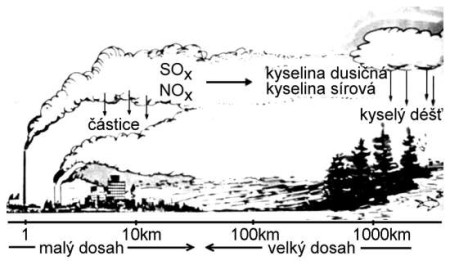 SOx
NOx
kyselina dusičná
kyselina sírová
částice
kyselý déšť
1 10km 100km 1000km
malý dosah velký dosah